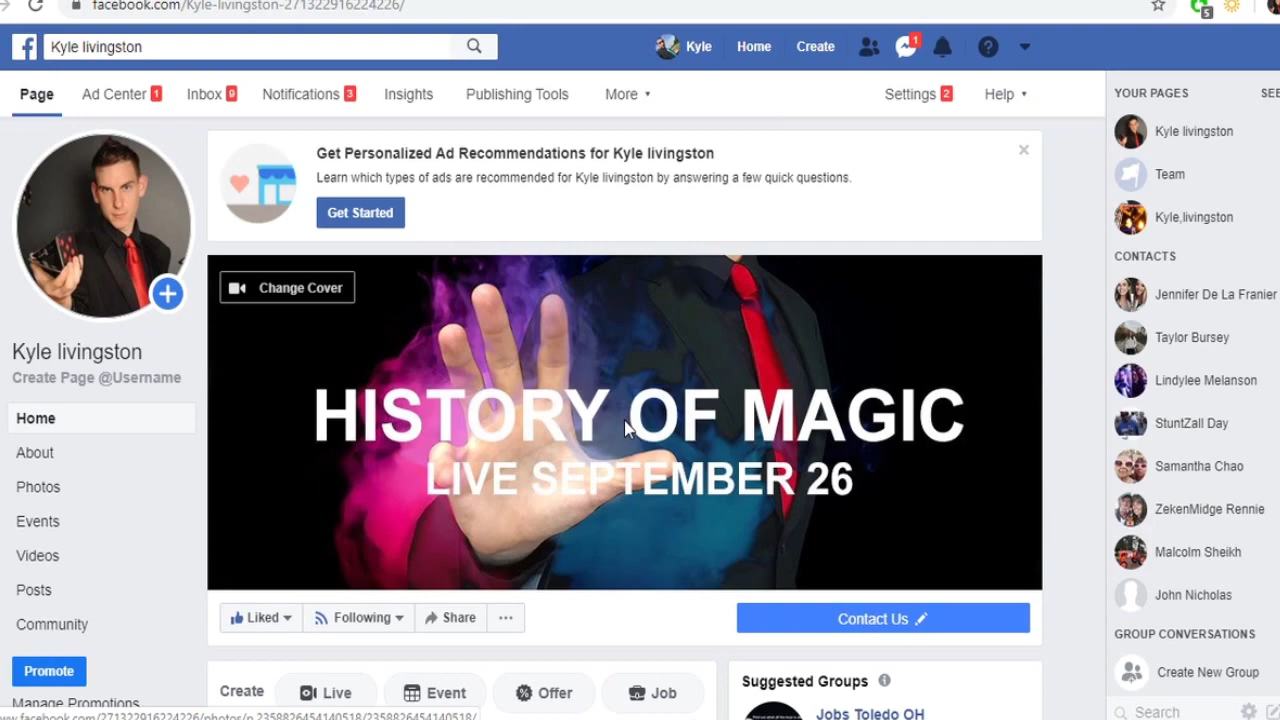 facebook.com/Kyle-livingston-271322916224226/
5
Kyle livingston
Kyle
Home
Create
1
Page
Ad Center 1
Inbox 9
Notifications 3
Insights
Publishing Tools
More
Settings 2
Help
Get Personalized Ad Recommendations for Kyle livingston
Learn which types of ads are recommended for Kyle livingston by answering a few quick questions.
Get Started
Change Cover
HISTORY OF MAGIC
LIVE SEPTEMBER 26
Kyle livingston
Create Page @Username
Home
About
Photos
Events
Videos
Posts
Community
Promote
Manage Promotions
Liked
Following
Share
...
Contact Us
Create
Live
Event
Offer
Job
Suggested Groups
Jobs Toledo OH
YOUR PAGES
SEE
Kyle livingston
Team
Kyle,livingston
CONTACTS
Jennifer De La Franier
Taylor Bursey
Lindylee Melanson
StuntZall Day
Samantha Chao
ZekenMidge Rennie
Malcolm Sheikh
John Nicholas
GROUP CONVERSATIONS
Create New Group
Search